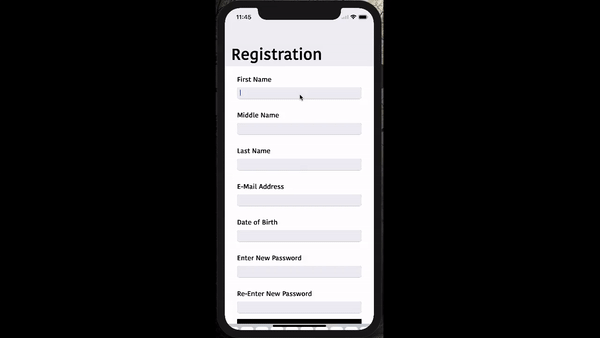 11:45
Registration
First Name
Middle Name
Last Name
E-Mail Address
Date of Birth
Enter New Password
Re-Enter New Password